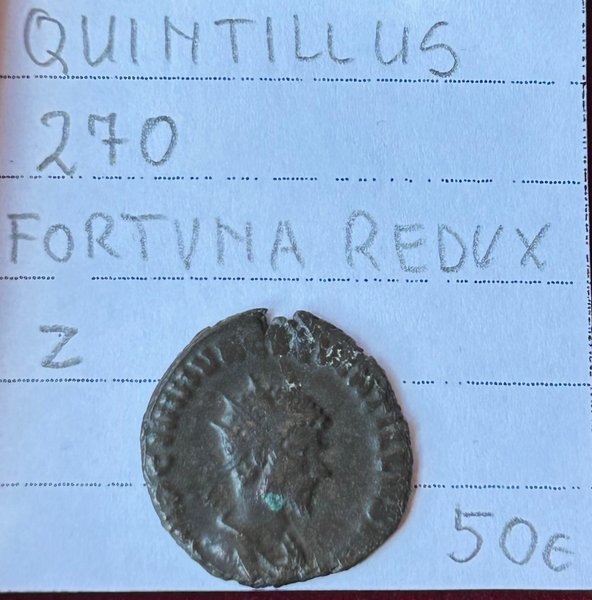 QUINTILLUS
270
FORTUNA REDUX
Z
50€